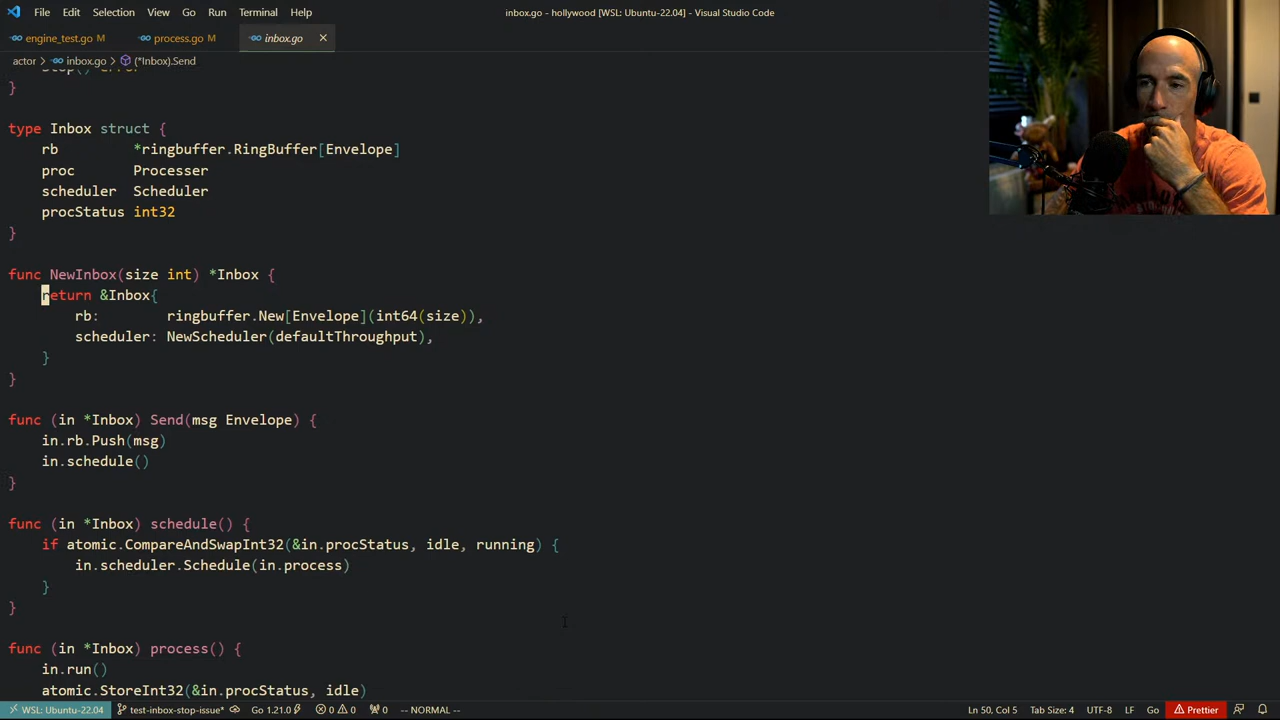 File Edit Selection View Go Run Terminal Help
inbox.go - hollywood [WSL: Ubuntu-22.04] - Visual Studio Code
engine_test.go M process.go M inbox.go
actor > inbox.go > (*Inbox).Send
}
type Inbox struct {
rb *ringbuffer.RingBuffer[Envelope]
proc Processer
scheduler Scheduler
procStatus int32
}
func NewInbox(size int) *Inbox {
return &Inbox{
rb: ringbuffer.New[Envelope](int64(size)),
scheduler: NewScheduler(defaultThroughput),
}
}
func (in *Inbox) Send(msg Envelope) {
in.rb.Push(msg)
in.schedule()
}
func (in *Inbox) schedule() {
if atomic.CompareAndSwapInt32(&in.procStatus, idle, running) {
in.scheduler.Schedule(in.process)
}
}
func (in *Inbox) process() {
in.run()
atomic.StoreInt32(&in.procStatus, idle)
WSL: Ubuntu-22.04 test-inbox-stop-issue* Go 1.21.0 0 0 0 -- NORMAL -- Ln 50, Col 5 Tab Size: 4 UTF-8 LF Go Prettier